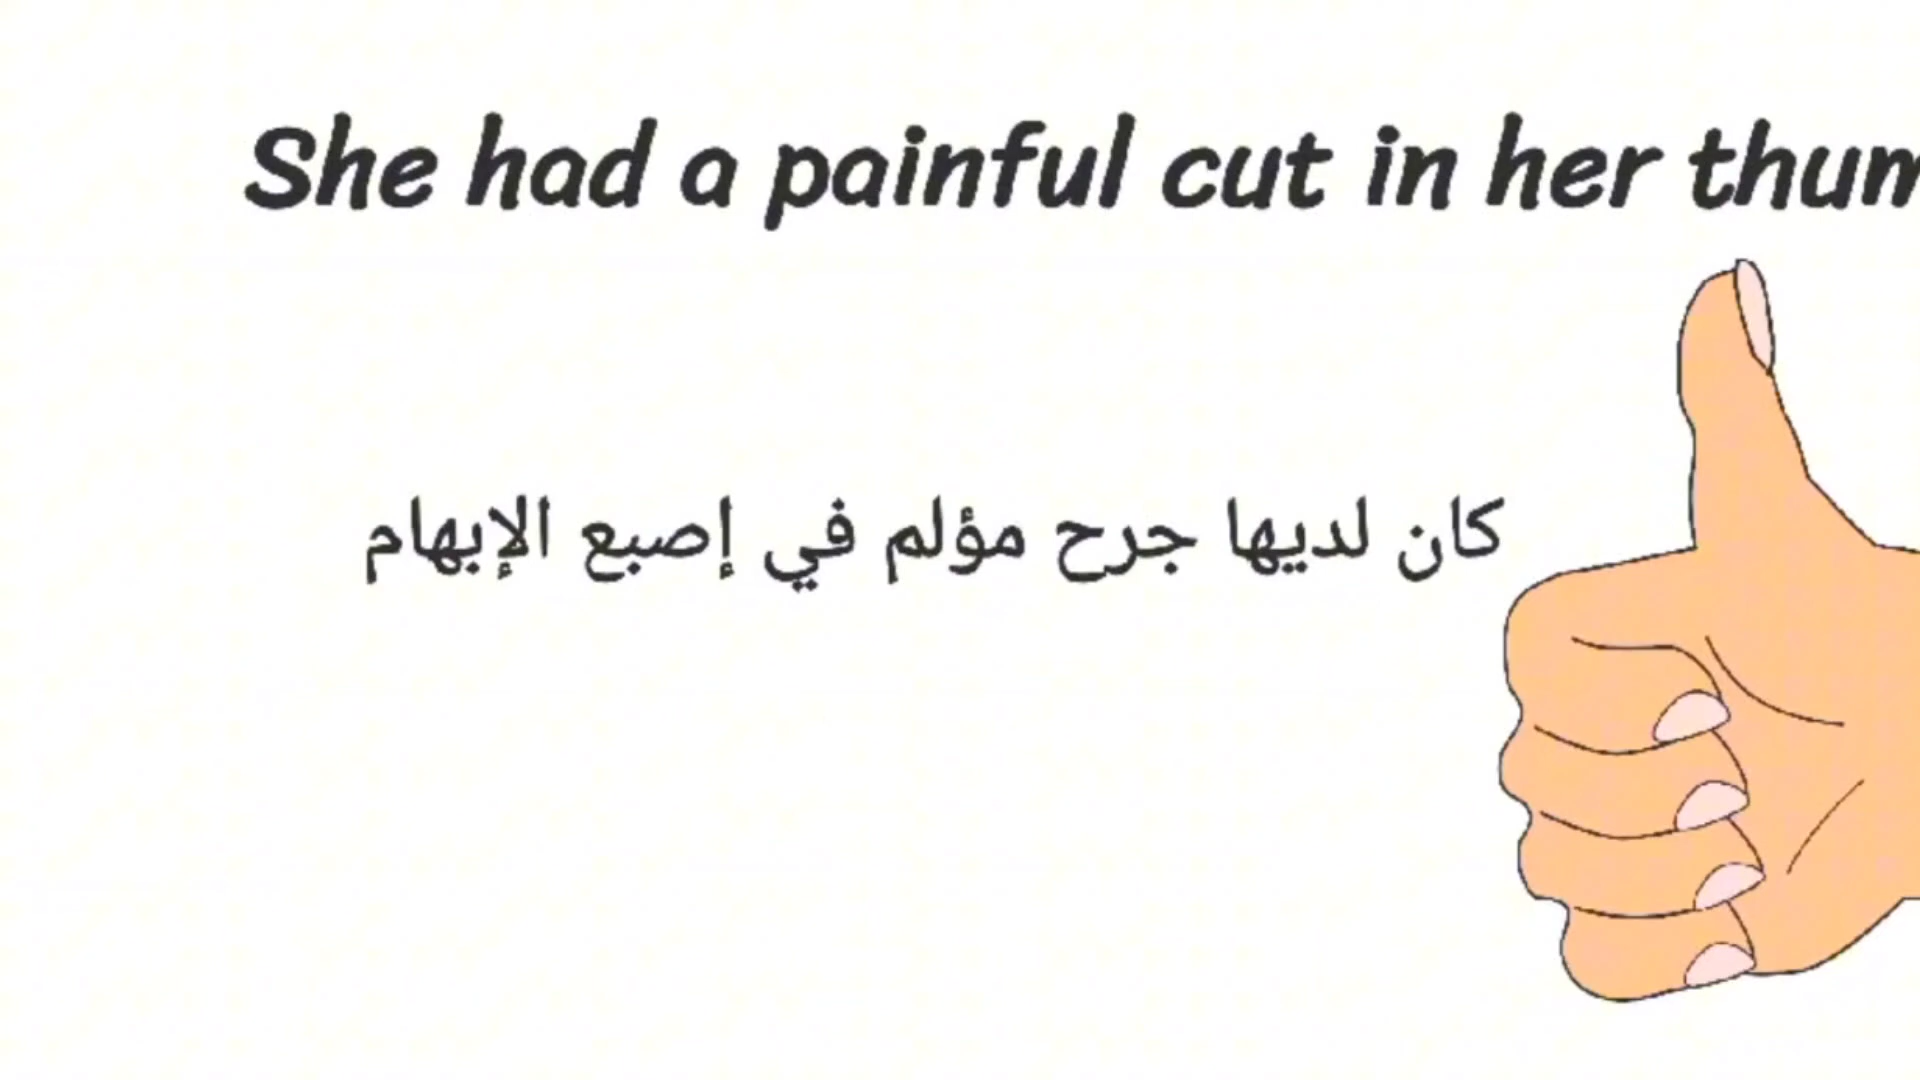 She had a painful cut in her thum
كان لديها جرح مؤلم في إصبع الإبهام